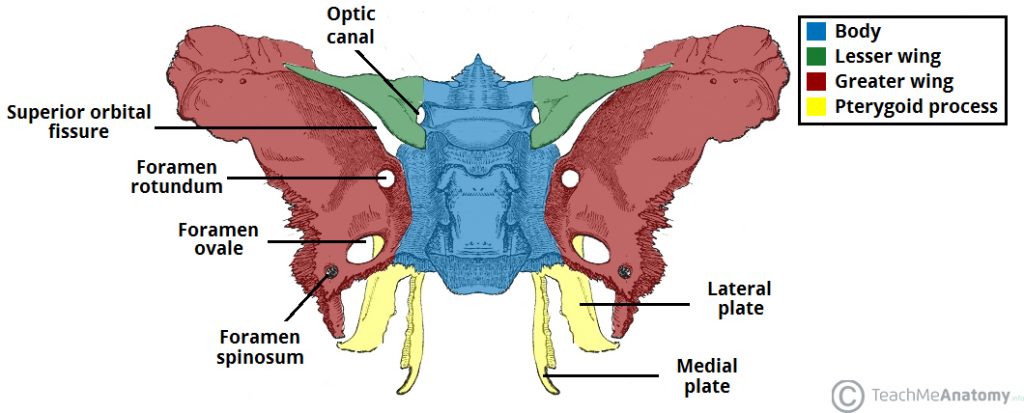 Optic
canal
Body
Lesser wing
Greater wing
Pterygoid process
Superior orbital
fissure
Foramen
rotundum
Foramen
ovale
Foramen
spinosum
Lateral
plate
Medial
plate
© TeachMeAnatomy.info